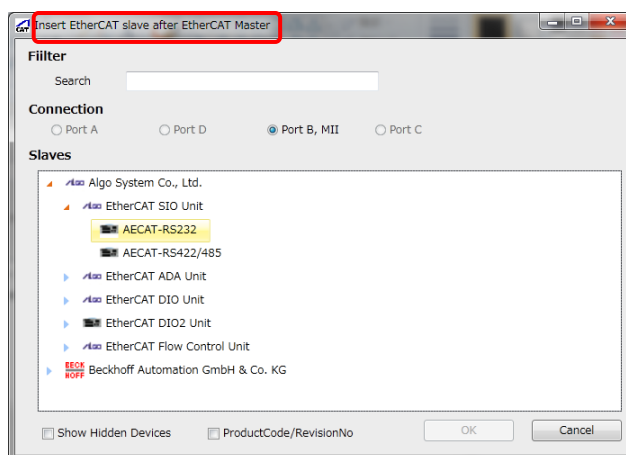 Insert EtherCAT slave after EtherCAT Master
Fiilter
Search
Connection
Port A Port D Port B, MII Port C
Slaves
Algo System Co., Ltd.
EtherCAT SIO Unit
AECAT-RS232
AECAT-RS422/485
EtherCAT ADA Unit
EtherCAT DIO Unit
EtherCAT DIO2 Unit
EtherCAT Flow Control Unit
BECKHOFF Beckhoff Automation GmbH & Co. KG
Show Hidden Devices ProductCode/RevisionNo OK Cancel